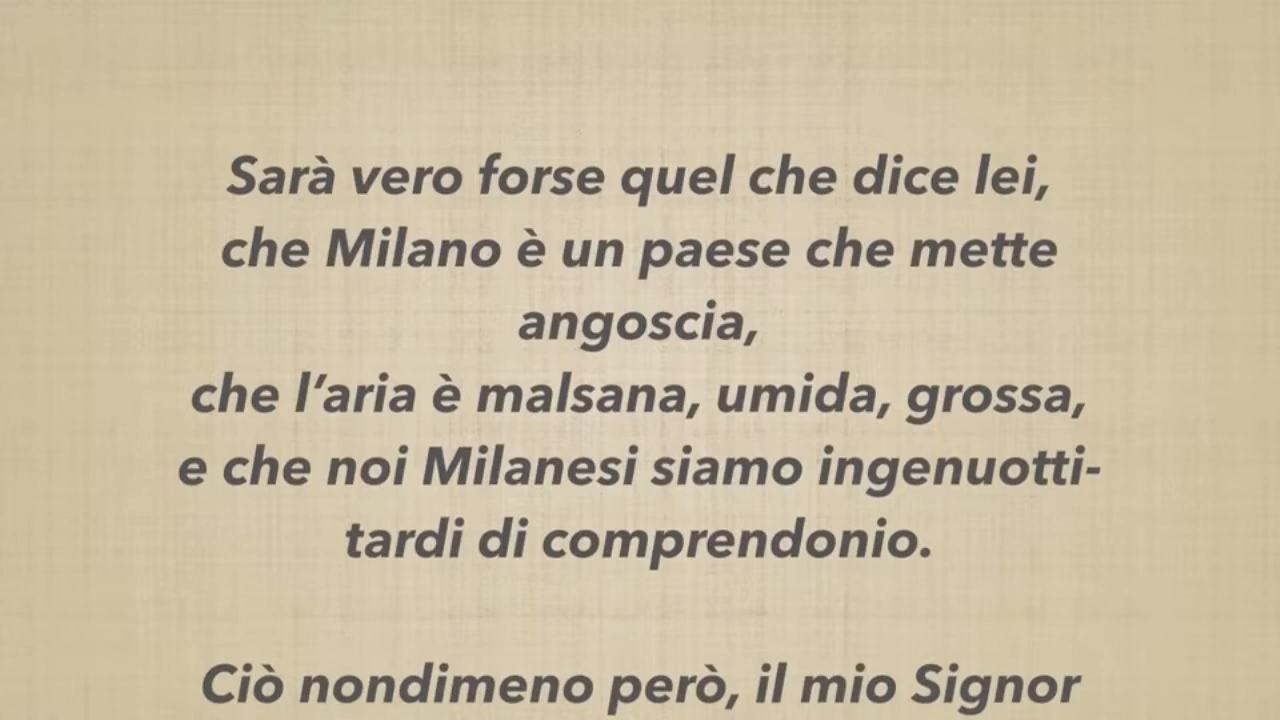 Sarà vero forse quel che dice lei,
che Milano è un paese che mette
angoscia,
che l’aria è malsana, umida, grossa,
e che noi Milanesi siamo ingenuotti-
tardi di comprendonio.
Ciò nondimeno però, il mio Signor